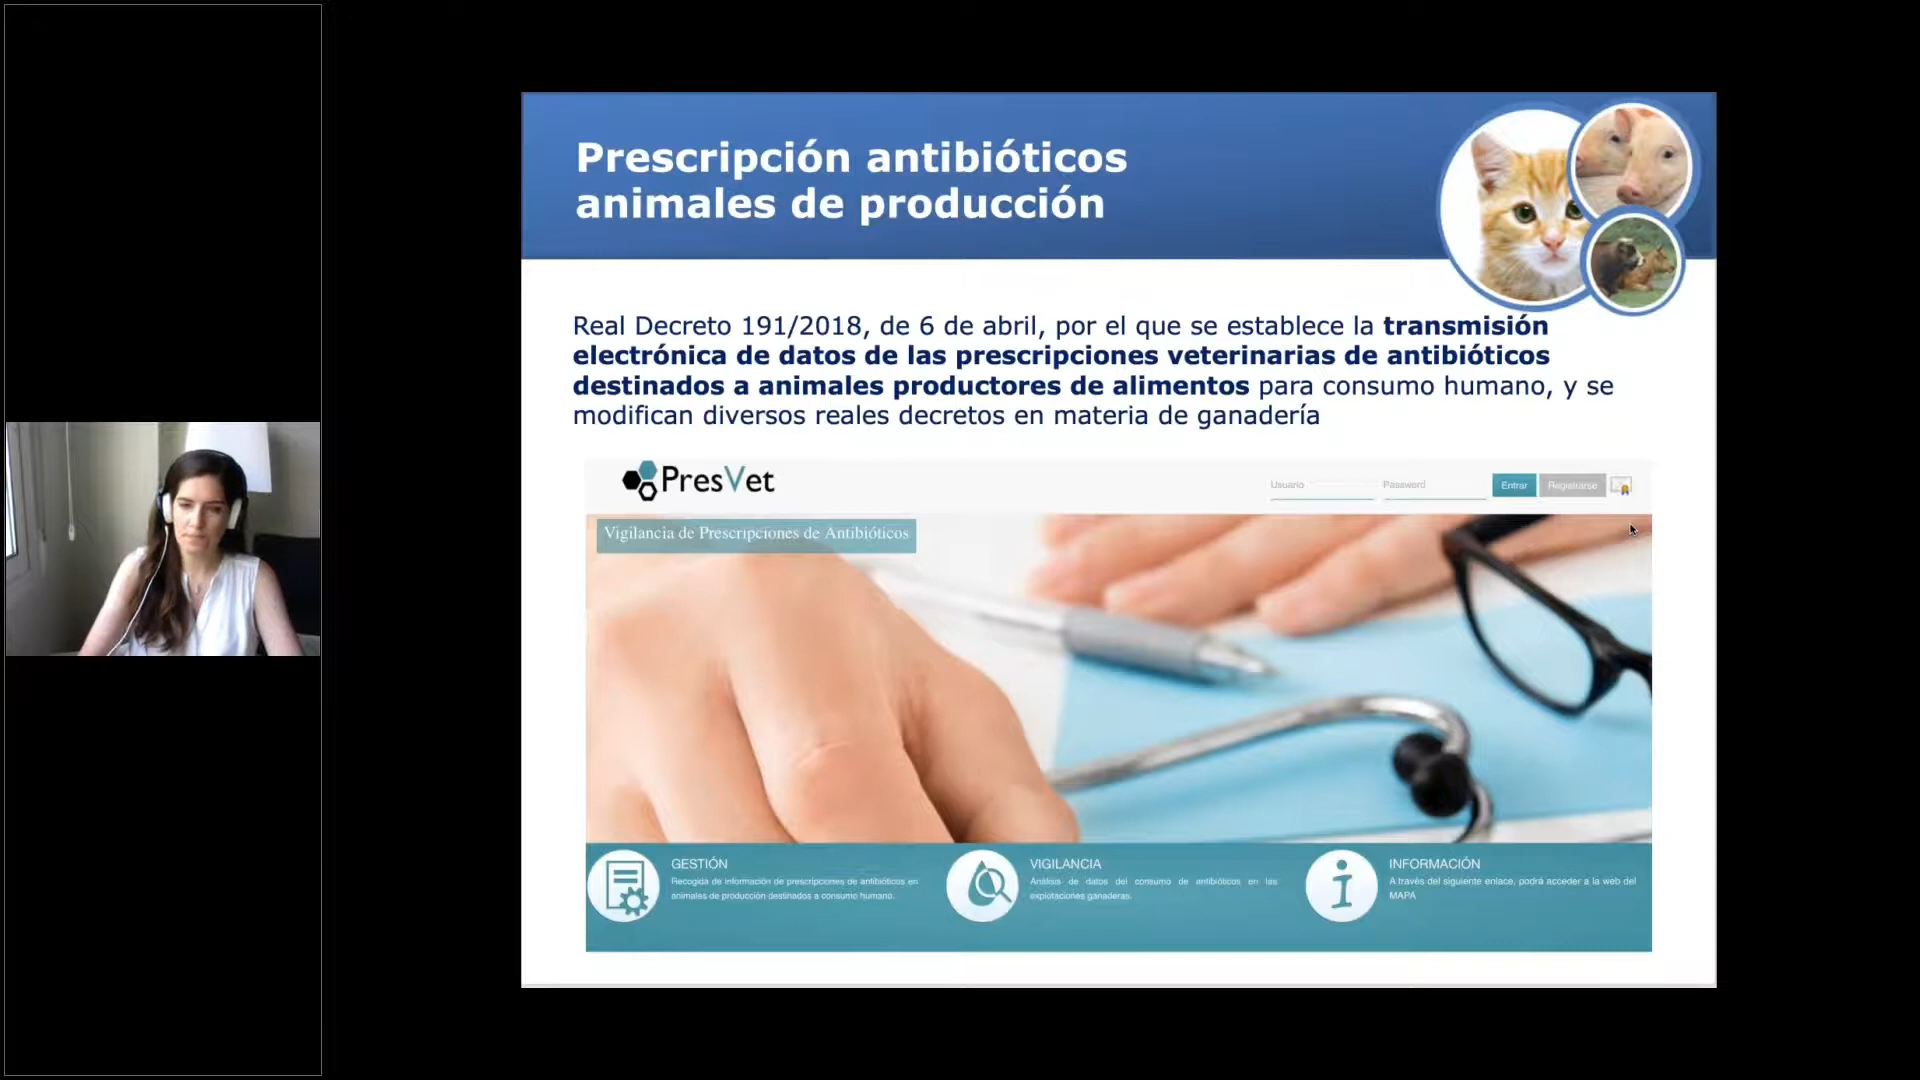 Prescripción antibióticos
animales de producción
Real Decreto 191/2018, de 6 de abril, por el que se establece la transmisión
electrónica de datos de las prescripciones veterinarias de antibióticos
destinados a animales productores de alimentos para consumo humano, y se
modifican diversos reales decretos en materia de ganadería
PresVet
Usuario
Password
Entrar
Registrarse
Vigilancia de Prescripciones de Antibióticos
GESTIÓN
Recogida de información de prescripciones de antibióticos en
animales de producción destinados a consumo humano.
VIGILANCIA
Análisis de datos del consumo de antibióticos en las
explotaciones ganaderas.
INFORMACIÓN
A través del siguiente enlace, podrá acceder a la web del
MAPA